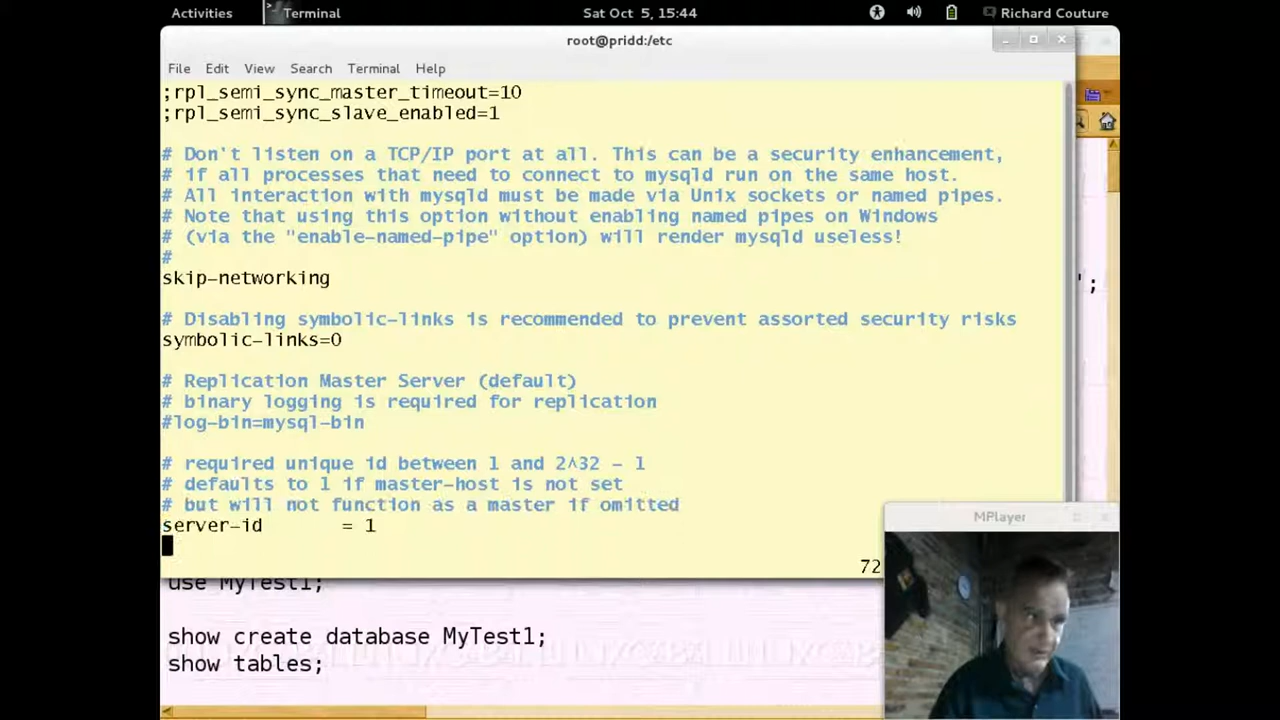 Activities
Terminal
Sat Oct 5, 15:44
Richard Couture
root@pridd:/etc
File Edit View Search Terminal Help
;rpl_semi_sync_master_timeout=10
;rpl_semi_sync_slave_enabled=1
# Don't listen on a TCP/IP port at all. This can be a security enhancement,
# if all processes that need to connect to mysqld run on the same host.
# All interaction with mysqld must be made via Unix sockets or named pipes.
# Note that using this option without enabling named pipes on Windows
# (via the "enable-named-pipe" option) will render mysqld useless!
#
skip-networking
';
# Disabling symbolic-links is recommended to prevent assorted security risks
symbolic-links=0
# Replication Master Server (default)
# binary logging is required for replication
#log-bin=mysql-bin
# required unique id between 1 and 2^32 - 1
# defaults to 1 if master-host is not set
# but will not function as a master if omitted
server-id = 1
MPlayer
72
use MyTest1;
show create database MyTest1;
show tables;